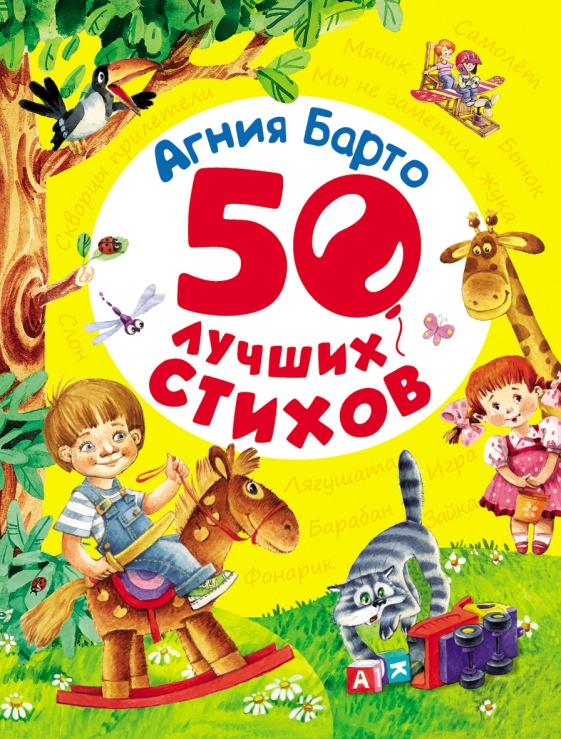 Самолёт
Мячик
Мы не заметили жука
Бычок
Скворцы прилетели
Агния Барто
50
лучших
стихов
Слон
Лягушата
Игра
Барабан
Зайка
Фонарик
А К